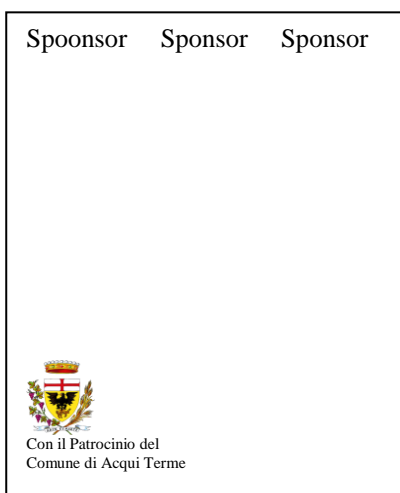 Spoonsor Sponsor Sponsor
Con il Patrocinio del
Comune di Acqui Terme